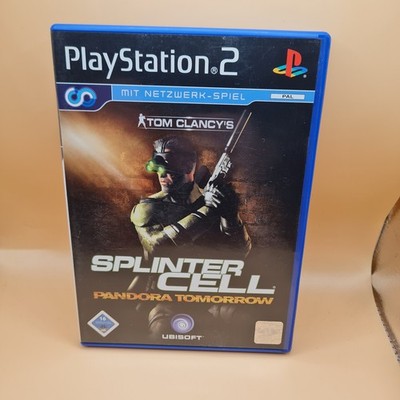 PlayStation®2
MIT NETZWERK-SPIEL
PAL
TOM CLANCY'S
SPLINTER
CELL
PANDORA TOMORROW
UBISOFT